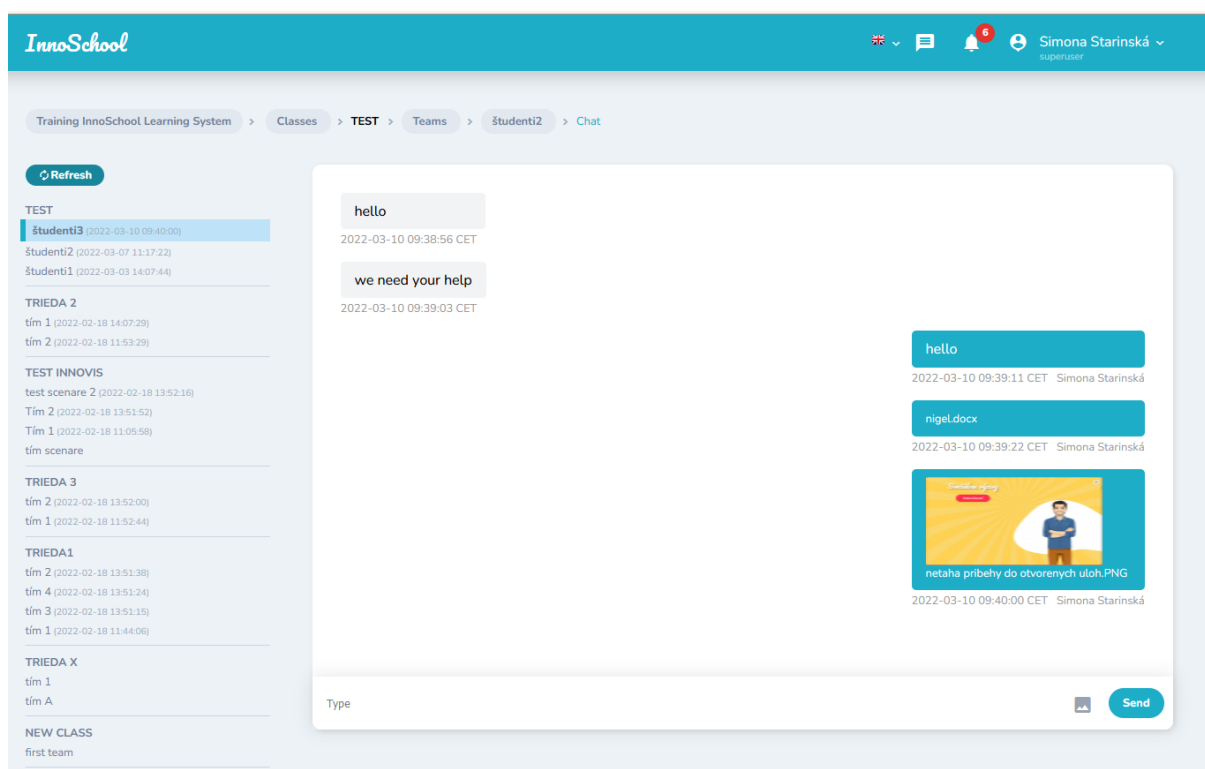 InnoSchool
6
Simona Starinská
superuser
Training InnoSchool Learning System > Classes > TEST > Teams > študenti2 > Chat
Refresh
TEST
študenti3 (2022-03-10 09:40:00)
študenti2 (2022-03-07 11:17:22)
študenti1 (2022-03-03 14:07:44)
TRIEDA 2
tím 1 (2022-02-18 14:07:29)
tím 2 (2022-02-18 11:53:29)
TEST INNOVIS
test scenare 2 (2022-02-18 13:52:16)
Tím 2 (2022-02-18 13:51:52)
Tím 1 (2022-02-18 11:05:58)
tím scenare
TRIEDA 3
tím 2 (2022-02-18 13:52:00)
tím 1 (2022-02-18 11:52:44)
TRIEDA1
tím 2 (2022-02-18 13:51:38)
tím 4 (2022-02-18 13:51:24)
tím 3 (2022-02-18 13:51:15)
tím 1 (2022-02-18 11:44:06)
TRIEDA X
tím 1
tím A
NEW CLASS
first team
hello
2022-03-10 09:38:56 CET
we need your help
2022-03-10 09:39:03 CET
hello
2022-03-10 09:39:11 CET Simona Starinská
nigel.docx
2022-03-10 09:39:22 CET Simona Starinská
netaha pribehy do otvorenych uloh.PNG
2022-03-10 09:40:00 CET Simona Starinská
Type
Send